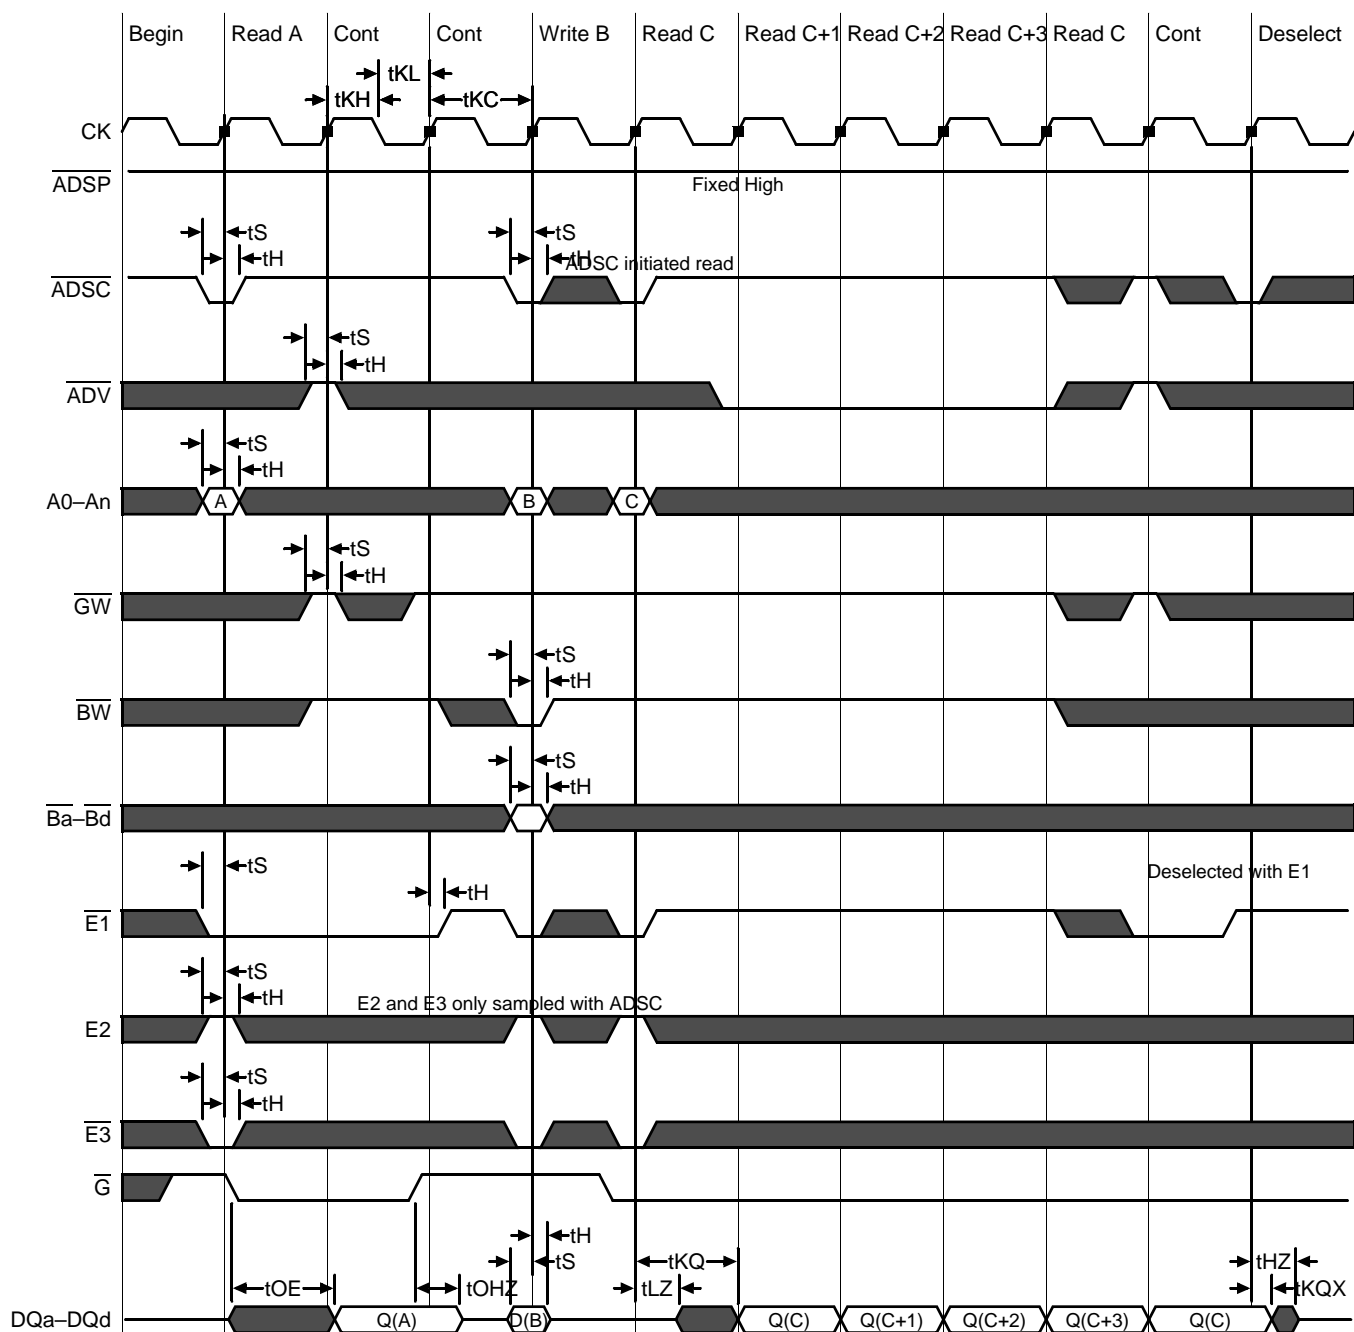 Begin Read A Cont Cont Write B Read C Read C+1 Read C+2 Read C+3 Read C Cont Deselect
tKL
tKH tKC
CK
ADSP
Fixed High
tS tS
tH tH
ADSC initiated read
ADSC
tS
tH
ADV
tS
tH
A0–An A B C
tS
tH
GW
tS
tH
BW
tS
tH
Ba–Bd
tS
Deselected with E1
tH
E1
tS
tH
E2 and E3 only sampled with ADSC
E2
tS
tH
E3
G
tH
tS tKQ tHZ
tOE tOHZ tLZ tKQX
DQa–DQd Q(A) D(B) Q(C) Q(C+1) Q(C+2) Q(C+3) Q(C)